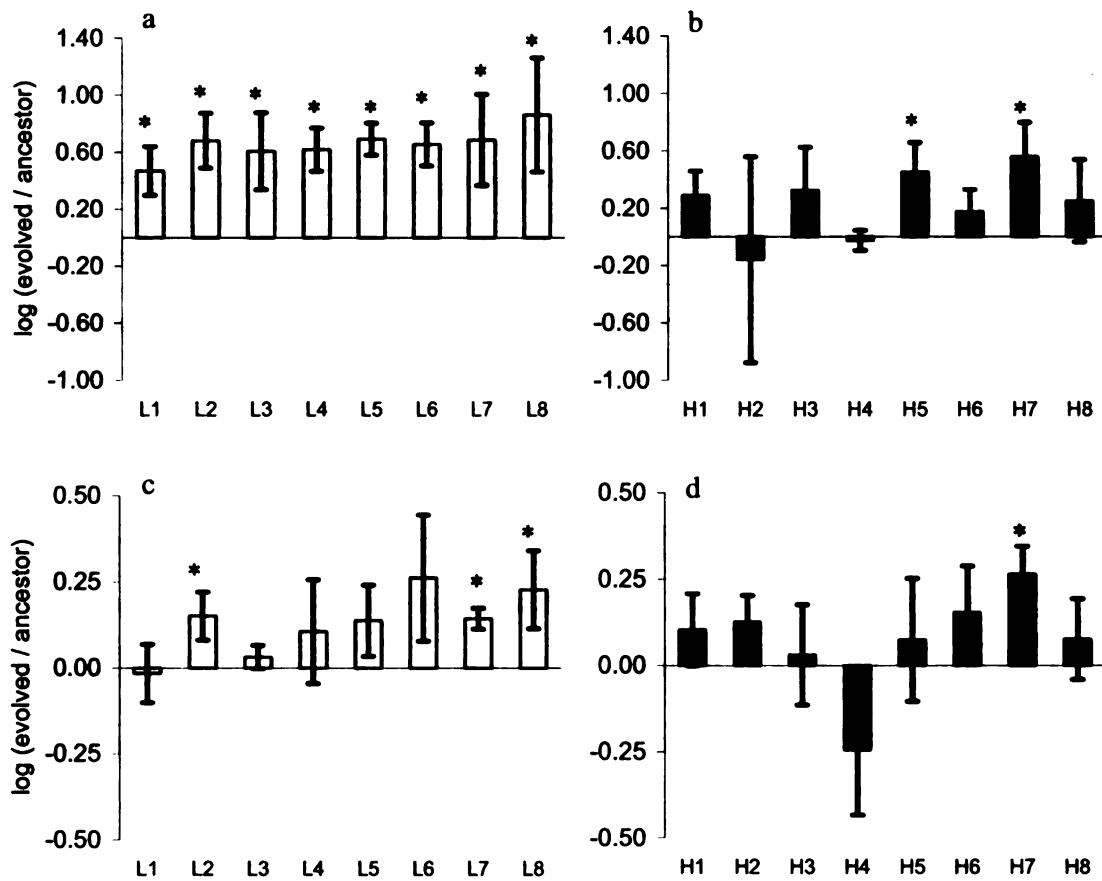 a
b
log (evolved / ancestor)
1.40
1.00
0.60
0.20
-0.20
-0.60
-1.00
* * * * * * * *
L1 L2 L3 L4 L5 L6 L7 L8
1.40
1.00
0.60
0.20
-0.20
-0.60
-1.00
* *
H1 H2 H3 H4 H5 H6 H7 H8
c
d
log (evolved / ancestor)
0.50
0.25
0.00
-0.25
-0.50
* * *
L1 L2 L3 L4 L5 L6 L7 L8
0.50
0.25
0.00
-0.25
-0.50
*
H1 H2 H3 H4 H5 H6 H7 H8